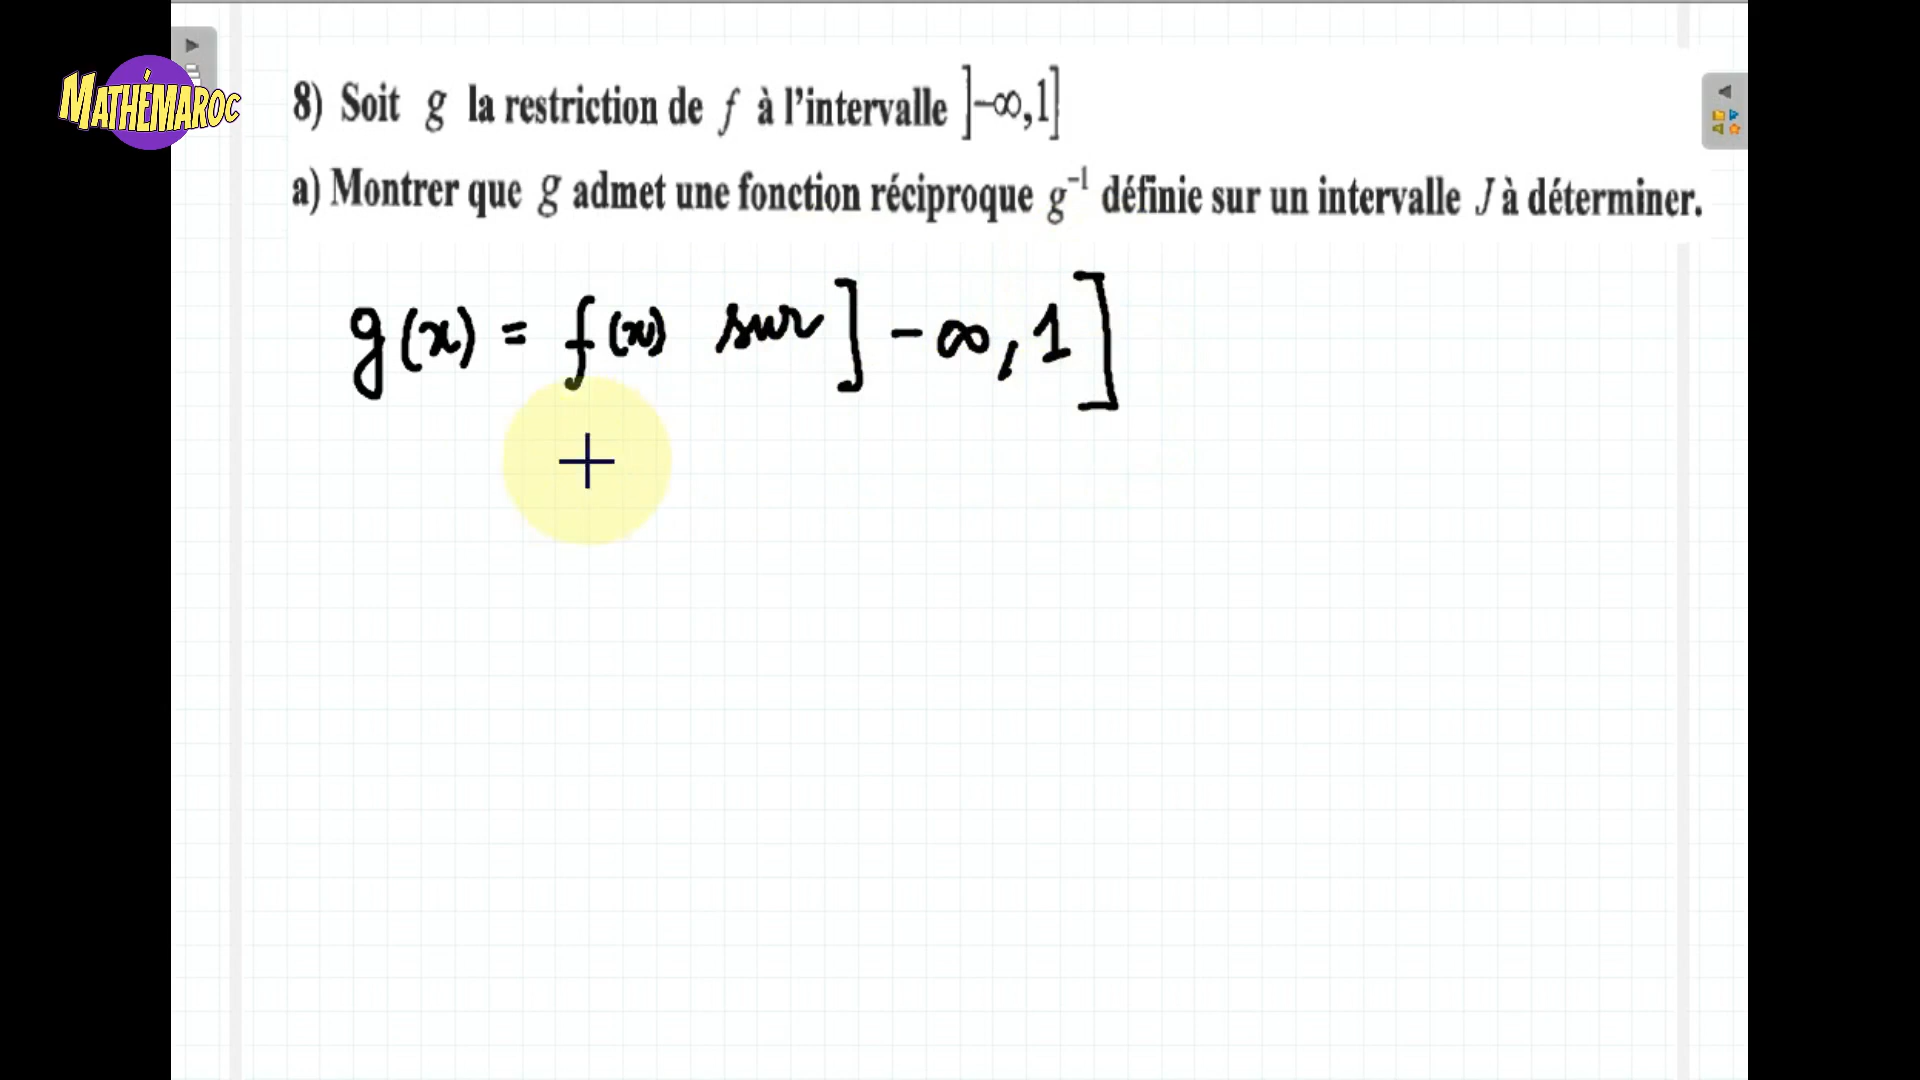 MATHÉMAROC
8) Soit g la restriction de f à l'intervalle ]-∞,1]
a) Montrer que g admet une fonction réciproque g⁻¹ définie sur un intervalle J à déterminer.
g(x) = f(x) sur ]-∞, 1]